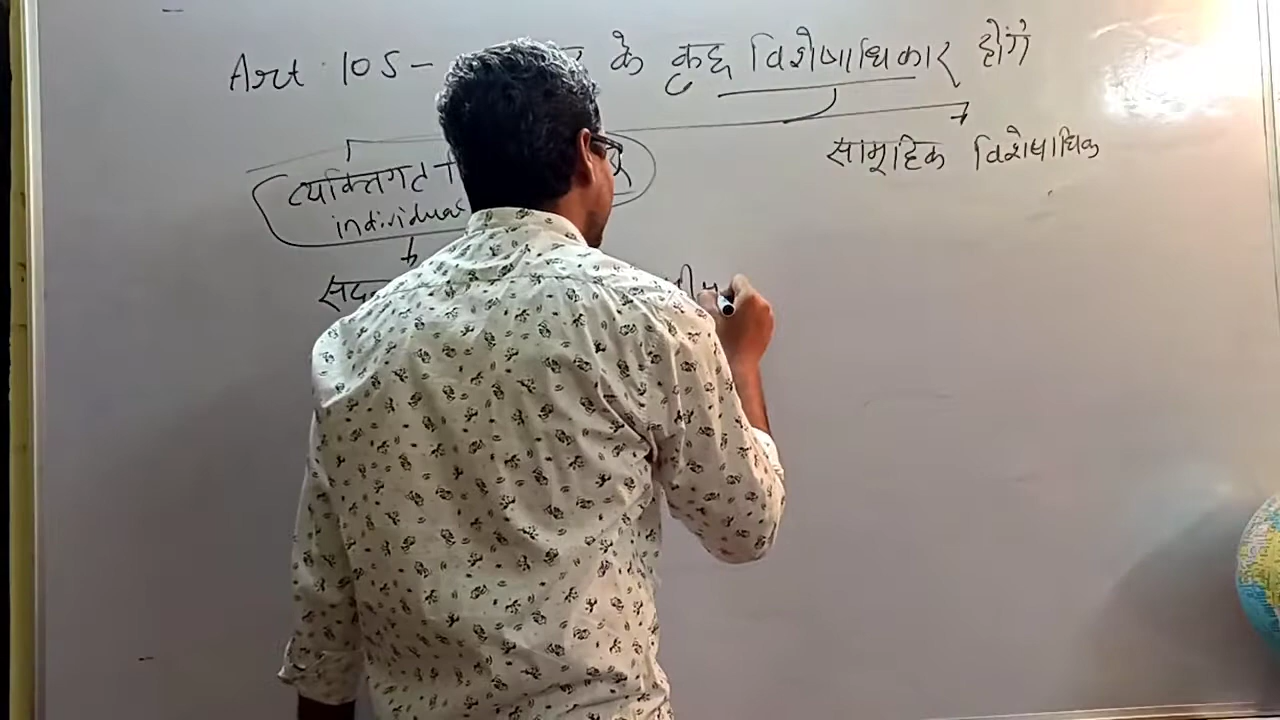 Art 105- के कुछ विशेषाधिकार होंगे
व्यक्तिगत सामूहिक विशेषाधिक
individual